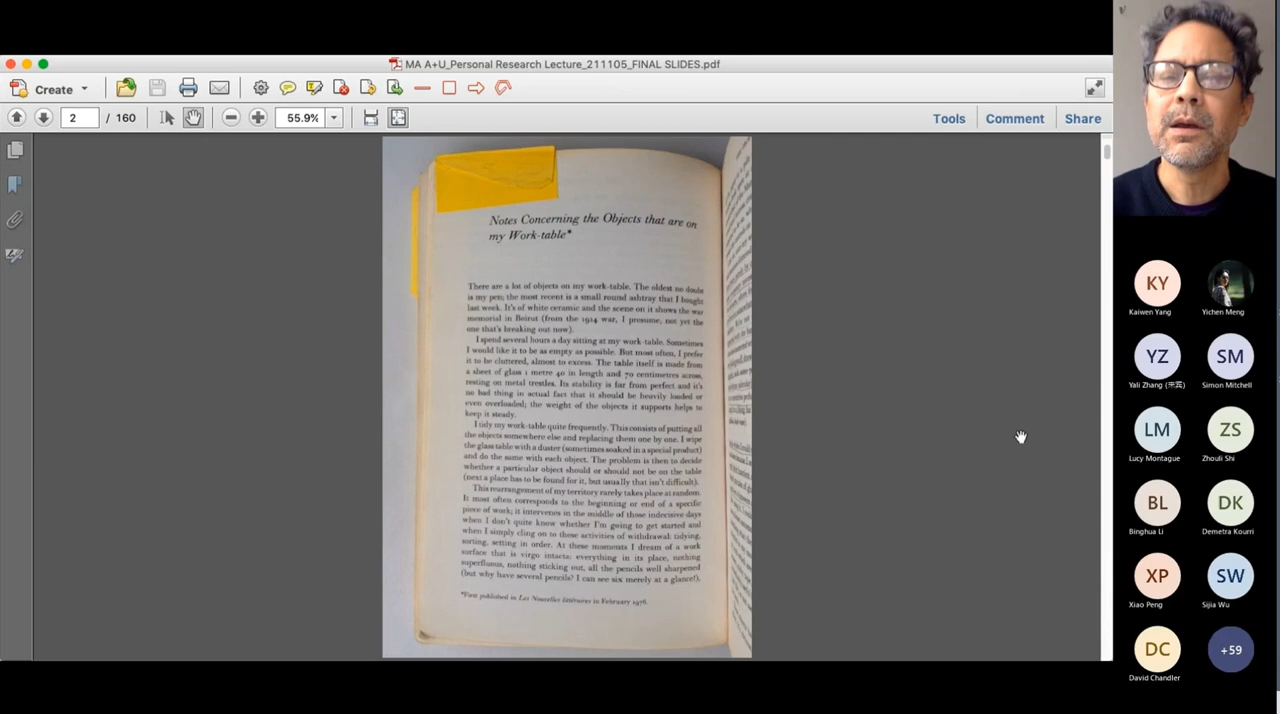 MA A+U_Personal Research Lecture_211105_FINAL SLIDES.pdf
Create
2 / 160
55.9%
Tools
Comment
Share
Notes Concerning the Objects that are on
my Work-table*
There are a lot of objects on my work-table. The oldest no doubt
is my pen; the most recent is a small round ashtray that I bought
last week. It's of white ceramic and the scene on it shows the war
memorial in Beirut (from the 1914 war, I presume, not yet the
one that's breaking out now).
I spend several hours a day sitting at my work-table. Sometimes
I would like it to be as empty as possible. But most often, I prefer
it to be cluttered, almost to excess. The table itself is made from
a sheet of glass 1 metre 40 in length and 70 centimetres across,
resting on metal trestles. Its stability is far from perfect and it's
no bad thing in actual fact that it should be heavily loaded or
even overloaded; the weight of the objects it supports helps to
keep it steady.
I tidy my work-table quite frequently. This consists of putting all
the objects somewhere else and replacing them one by one. I wipe
the glass table with a duster (sometimes soaked in a special product)
and do the same with each object. The problem is then to decide
whether a particular object should or should not be on the table
(next a place has to be found for it, but usually that isn't difficult).
This rearrangement of my territory rarely takes place at random.
It most often corresponds to the beginning or end of a specific
piece of work; it intervenes in the middle of those indecisive days
when I don't quite know whether I'm going to get started and
when I simply cling on to these activities of withdrawal: tidying,
sorting, setting in order. At these moments I dream of a work
surface that is virgo intacta: everything in its place, nothing
superfluous, nothing sticking out, all the pencils well sharpened
(but why have several pencils? I can see six merely at a glance!),
*First published in Les Nouvelles littéraires in February 1976.
KY
Kaiwen Yang
Yichen Meng
YZ
Yali Zhang
SM
Simon Mitchell
LM
Lucy Montague
ZS
Zhouli Shi
BL
Binghua Li
DK
Demetra Kourri
XP
Xiao Peng
SW
Sijia Wu
DC
David Chandler
+59